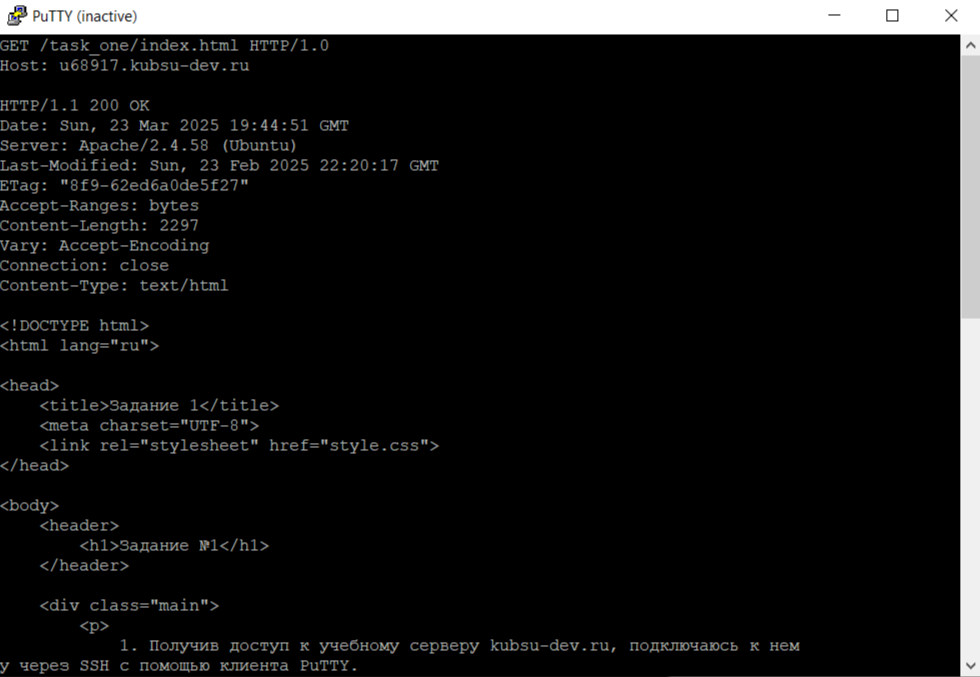 PuTTY (inactive)
GET /task_one/index.html HTTP/1.0
Host: u68917.kubsu-dev.ru
HTTP/1.1 200 OK
Date: Sun, 23 Mar 2025 19:44:51 GMT
Server: Apache/2.4.58 (Ubuntu)
Last-Modified: Sun, 23 Feb 2025 22:20:17 GMT
ETag: "8f9-62ed6a0de5f27"
Accept-Ranges: bytes
Content-Length: 2297
Vary: Accept-Encoding
Connection: close
Content-Type: text/html
<!DOCTYPE html>
<html lang="ru">
<head>
    <title>Задание 1</title>
    <meta charset="UTF-8">
    <link rel="stylesheet" href="style.css">
</head>
<body>
    <header>
        <h1>Задание №1</h1>
    </header>
    <div class="main">
        <p>
            1. Получив доступ к учебному серверу kubsu-dev.ru, подключаюсь к нем
у через SSH с помощью клиента PuTTY.